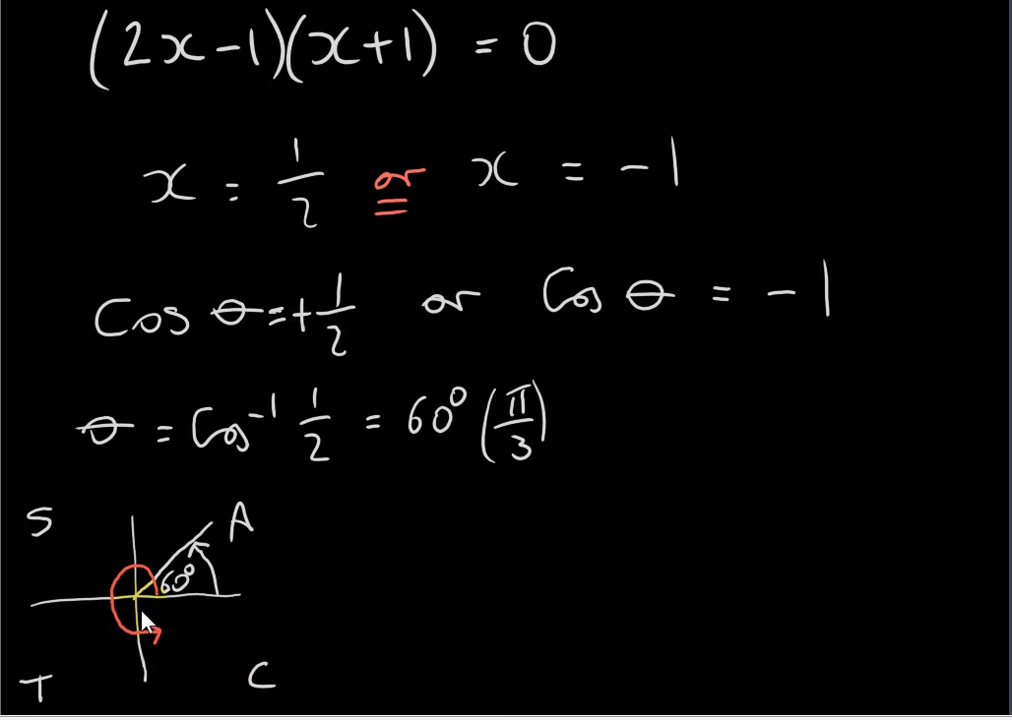 (2x-1)(x+1) = 0
x = 1/2 or x = -1
Cos θ = +1/2 or Cos θ = -1
θ = Cos⁻¹ 1/2 = 60° (π/3)
S A
60°
T C